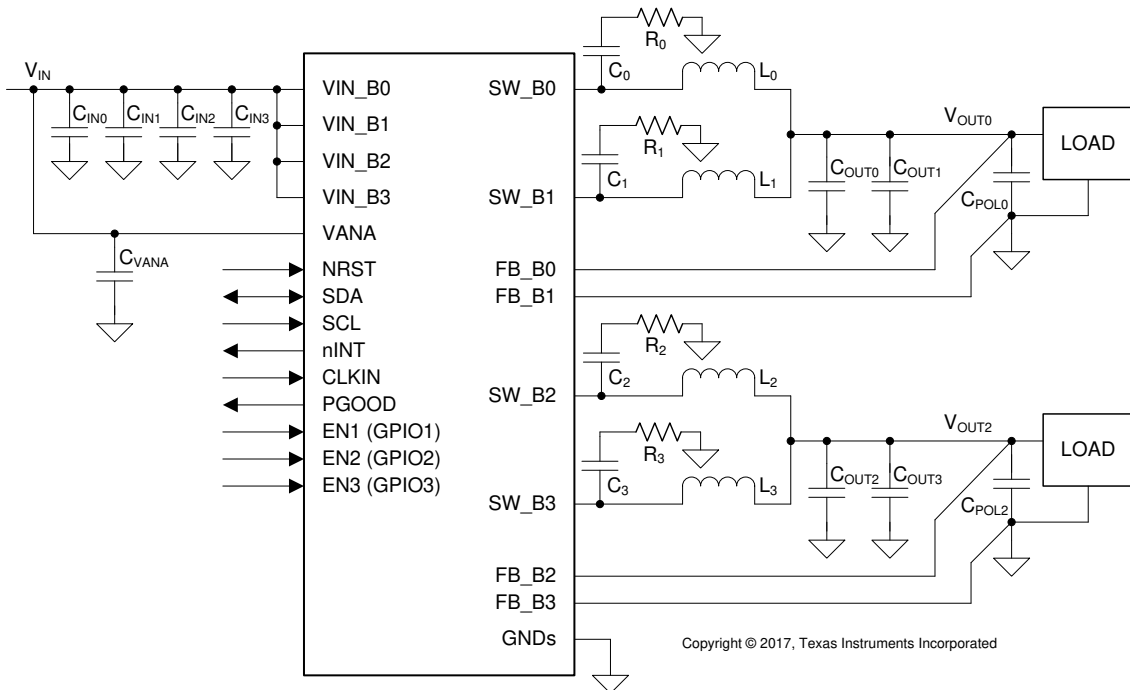 V_IN
C_IN0
C_IN1
C_IN2
C_IN3
C_VANA
VIN_B0
VIN_B1
VIN_B2
VIN_B3
VANA
NRST
SDA
SCL
nINT
CLKIN
PGOOD
EN1 (GPIO1)
EN2 (GPIO2)
EN3 (GPIO3)
SW_B0
SW_B1
FB_B0
FB_B1
SW_B2
SW_B3
FB_B2
FB_B3
GNDs
R_0
C_0
L_0
R_1
C_1
L_1
V_OUT0
LOAD
C_OUT0
C_OUT1
C_POL0
R_2
C_2
L_2
R_3
C_3
L_3
V_OUT2
LOAD
C_OUT2
C_OUT3
C_POL2
Copyright © 2017, Texas Instruments Incorporated